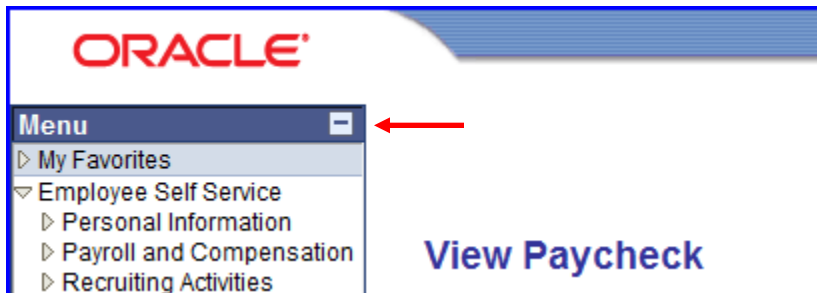 ORACLE
Menu
My Favorites
Employee Self Service
Personal Information
Payroll and Compensation
Recruiting Activities
View Paycheck